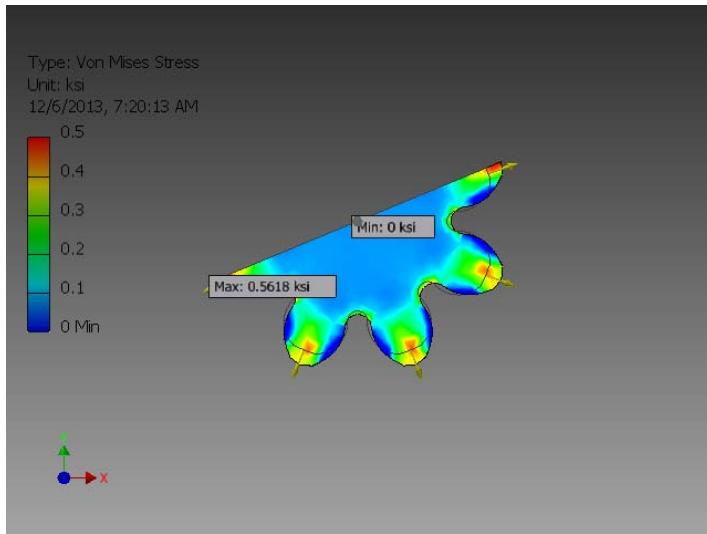 Type: Von Mises Stress
Unit: ksi
12/6/2013, 7:20:13 AM
0.5
0.4
0.3
0.2
0.1
0 Min
Min: 0 ksi
Max: 0.5618 ksi
X